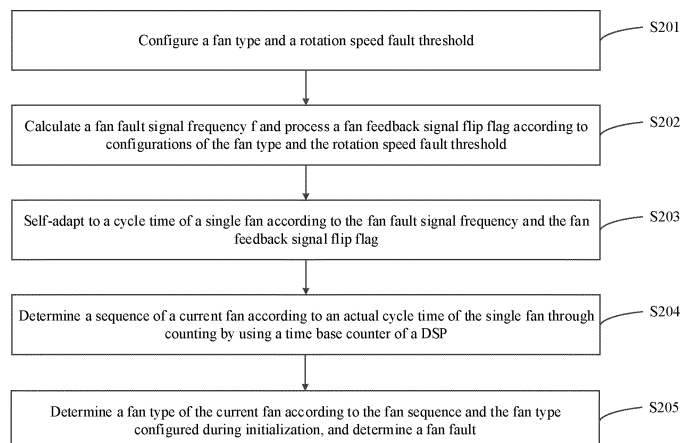 Configure a fan type and a rotation speed fault threshold
S201
Calculate a fan fault signal frequency f and process a fan feedback signal flip flag according to
configurations of the fan type and the rotation speed fault threshold
S202
Self-adapt to a cycle time of a single fan according to the fan fault signal frequency and the fan
feedback signal flip flag
S203
Determine a sequence of a current fan according to an actual cycle time of the single fan through
counting by using a time base counter of a DSP
S204
Determine a fan type of the current fan according to the fan sequence and the fan type
configured during initialization, and determine a fan fault
S205